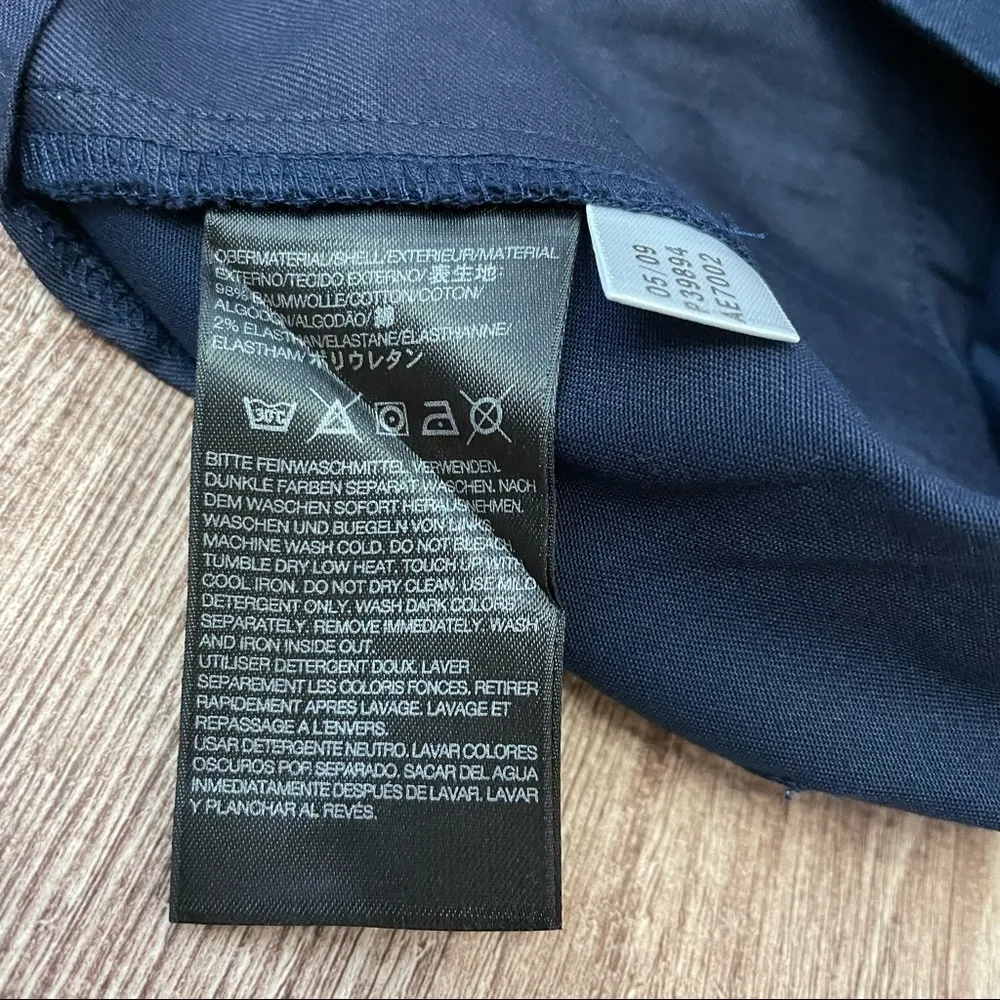 OBERMATERIAL/SHELL/EXTERIEUR/MATERIAL
EXTERNO/TECIDO EXTERNO/表生地
98% BAUMWOLLE/COTTON/COTON/
ALGODON/ALGODÃO/綿
2% ELASTHAN/ELASTANE/ELASTHANNE/
ELASTHAM/ポリウレタン
30°C
BITTE FEINWASCHMITTEL VERWENDEN.
DUNKLE FARBEN SEPARAT WASCHEN. NACH
DEM WASCHEN SOFORT HERAUSNEHMEN.
WASCHEN UND BUEGELN VON LINKS.
MACHINE WASH COLD. DO NOT BLEACH.
TUMBLE DRY LOW HEAT. TOUCH UP WITH
COOL IRON. DO NOT DRY CLEAN. USE MILD
DETERGENT ONLY. WASH DARK COLORS
SEPARATELY. REMOVE IMMEDIATELY. WASH
AND IRON INSIDE OUT.
UTILISER DETERGENT DOUX. LAVER
SEPAREMENT LES COLORIS FONCES. RETIRER
RAPIDEMENT APRES LAVAGE. LAVAGE ET
REPASSAGE A L'ENVERS.
USAR DETERGENTE NEUTRO. LAVAR COLORES
OSCUROS POR SEPARADO. SACAR DEL AGUA
INMEDIATAMENTE DESPUÉS DE LAVAR. LAVAR
Y PLANCHAR AL REVÉS.
05/09
P39894
AE7002